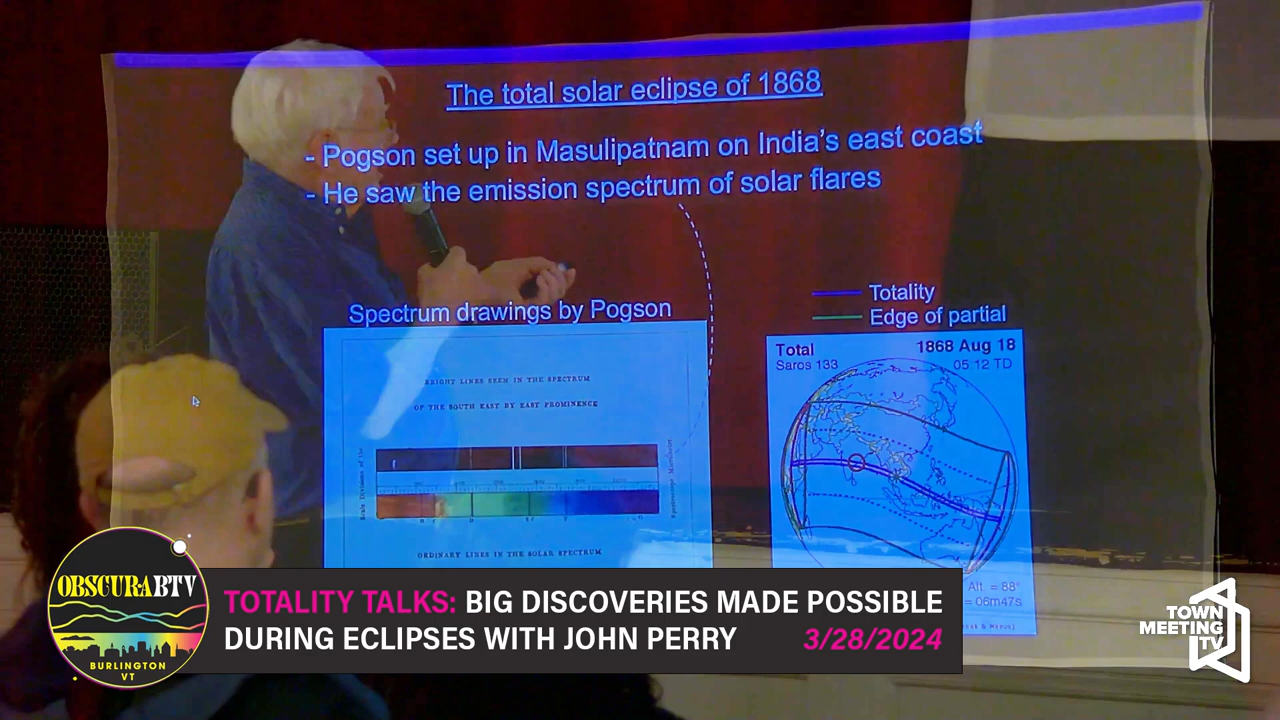 The total solar eclipse of 1868
- Pogson set up in Masulipatnam on India's east coast
- He saw the emission spectrum of solar flares
Totality
Edge of partial
Spectrum drawings by Pogson
Total 1868 Aug 18
Saros 133 05:12 TD
BRIGHT LINES SEEN IN THE SPECTRUM
OF THE SOUTH EAST BY EAST PROMINENCE
ORDINARY LINES IN THE SOLAR SPECTRUM
Alt. = 88°
= 06m47s
OBSCURABTV
BURLINGTON
VT
TOTALITY TALKS: BIG DISCOVERIES MADE POSSIBLE
DURING ECLIPSES WITH JOHN PERRY 3/28/2024
TOWN
MEETING
TV